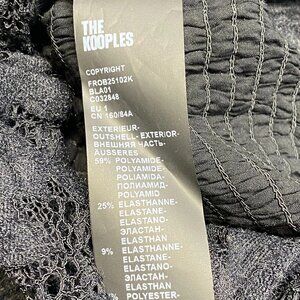 THE
KOOPLES
COPYRIGHT
FROB25102K
BLA01
C032848
EU 1
CN 160/84A
EXTERIEUR-
OUTSHELL-EXTERIOR-
ВНЕШНЯЯ ЧАСТЬ-
ÄUSSERES
59% POLYAMIDE-
POLYAMIDE-
POLIAMIDA-
ПОЛИАМИД-
POLYAMID
25% ELASTHANNE-
ELASTANE-
ELASTANO-
ЭЛАСТАН-
ELASTHAN
9% ELASTHANNE-
ELASTANE-
ELASTANO-
ЭЛАСТАН-
ELASTHAN
POLYESTER-